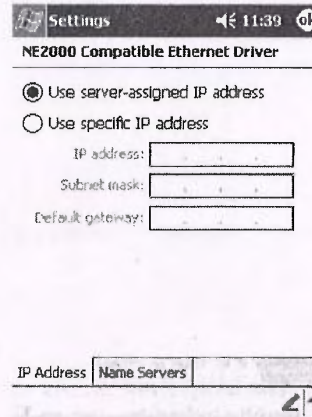 Settings 11:39 ok
NE2000 Compatible Ethernet Driver
Use server-assigned IP address
Use specific IP address
IP address:
Subnet mask:
Default gateway:
IP Address Name Servers